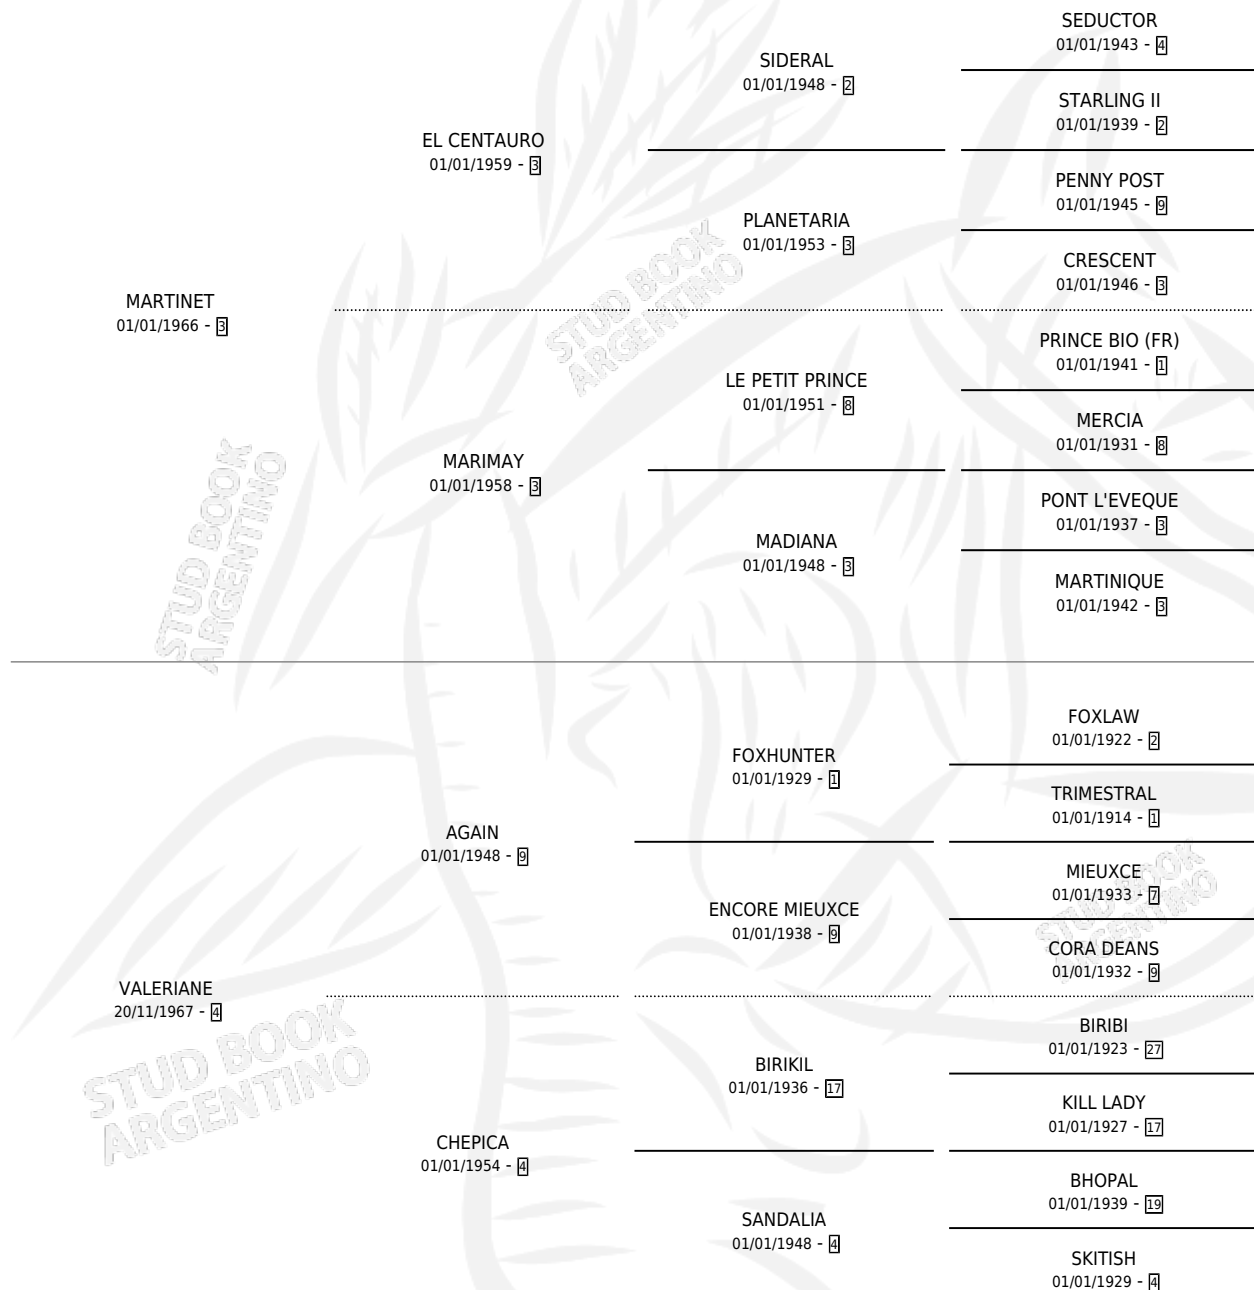 SEDUCTOR
01/01/1943 - 4
SIDERAL
01/01/1948 - 2
STARLING II
01/01/1939 - 2
EL CENTAURO
01/01/1959 - 3
PENNY POST
01/01/1945 - 9
PLANETARIA
01/01/1953 - 3
CRESCENT
01/01/1946 - 3
MARTINET
01/01/1966 - 3
PRINCE BIO (FR)
01/01/1941 - 1
LE PETIT PRINCE
01/01/1951 - 8
MERCIA
01/01/1931 - 8
MARIMAY
01/01/1958 - 3
PONT L'EVEQUE
01/01/1937 - 3
MADIANA
01/01/1948 - 3
MARTINIQUE
01/01/1942 - 3
FOXLAW
01/01/1922 - 2
FOXHUNTER
01/01/1929 - 1
TRIMESTRAL
01/01/1914 - 1
AGAIN
01/01/1948 - 9
MIEUXCE
01/01/1933 - 7
ENCORE MIEUXCE
01/01/1938 - 9
CORA DEANS
01/01/1932 - 9
VALERIANE
20/11/1967 - 4
BIRIBI
01/01/1923 - 27
BIRIKIL
01/01/1936 - 17
KILL LADY
01/01/1927 - 17
CHEPICA
01/01/1954 - 4
BHOPAL
01/01/1939 - 19
SANDALIA
01/01/1948 - 4
SKITISH
01/01/1929 - 4
STUD BOOK
ARGENTINO
STUD BOOK
ARGENTINO
STUD BOOK
ARGENTINO
STUD BOOK
ARGENTINO